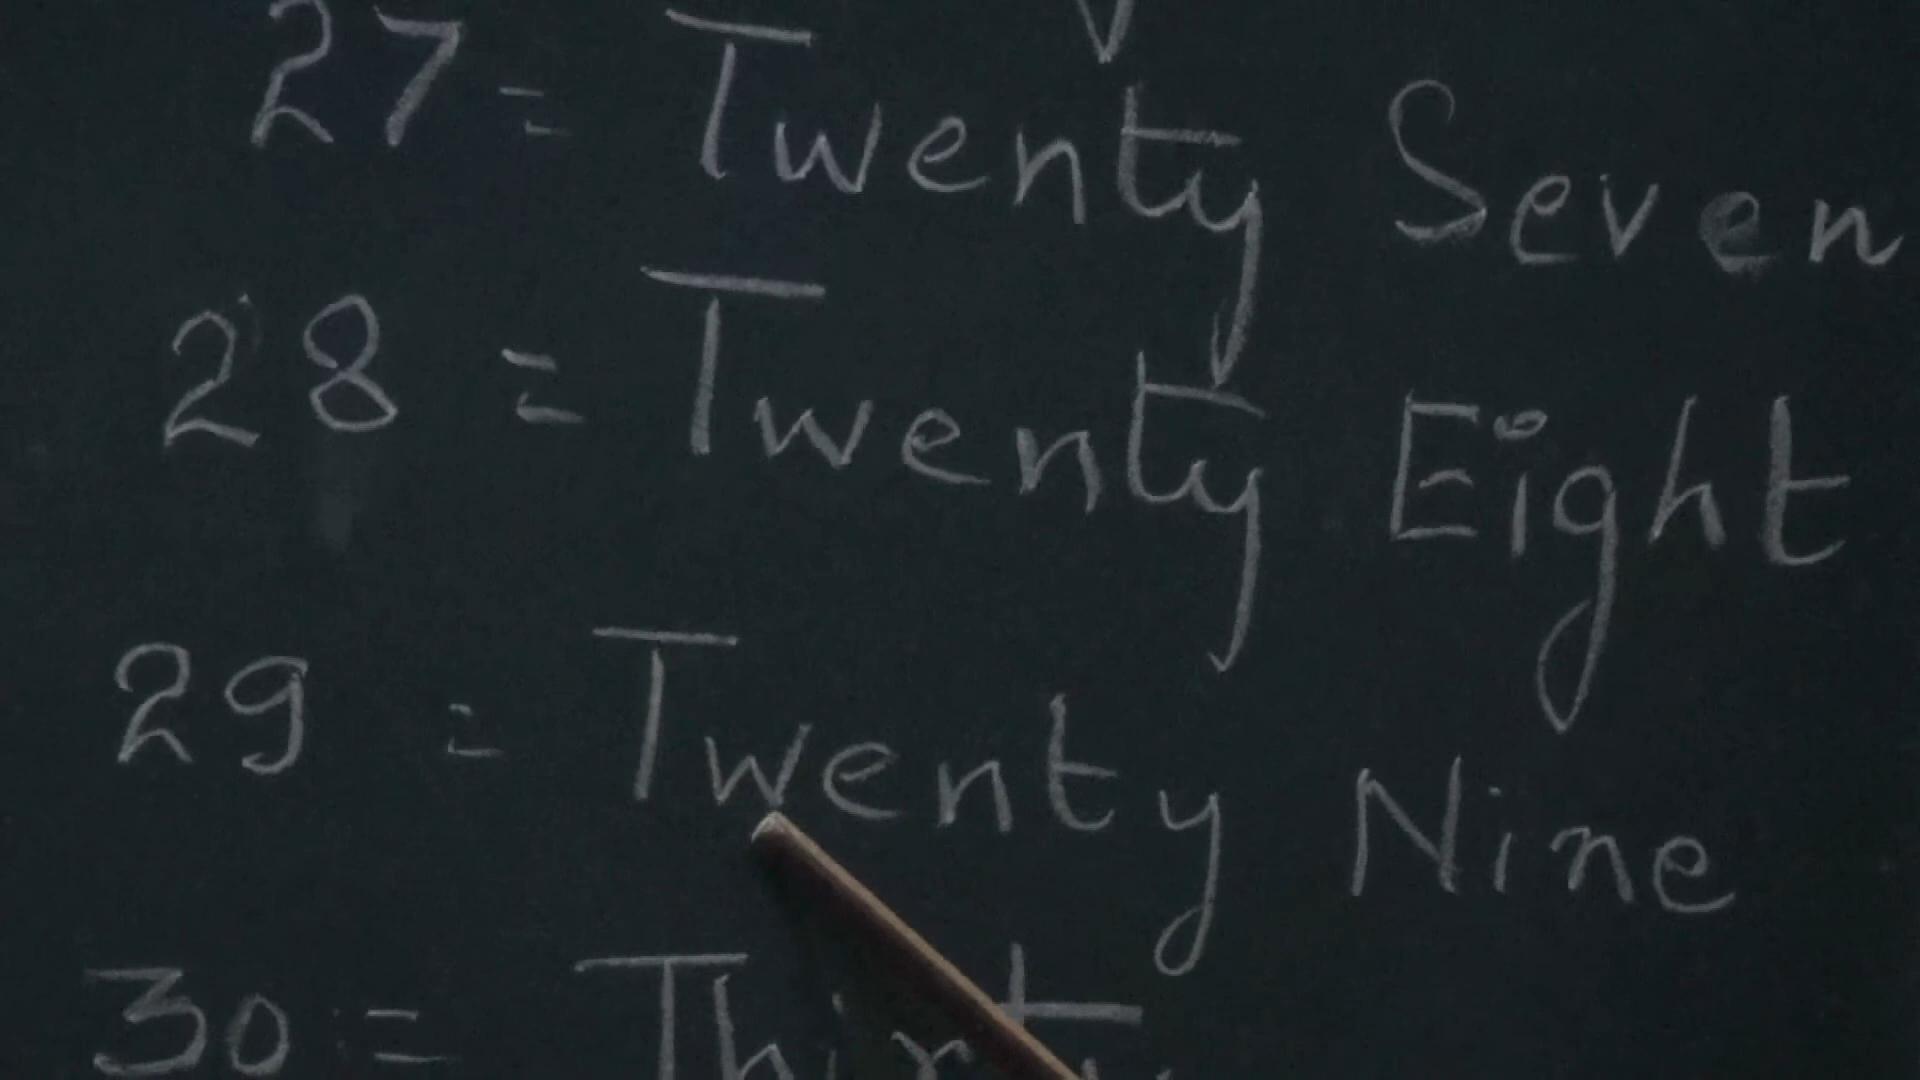 27 = Twenty Seven
28 = Twenty Eight
29 = Twenty Nine
30 = Thirty